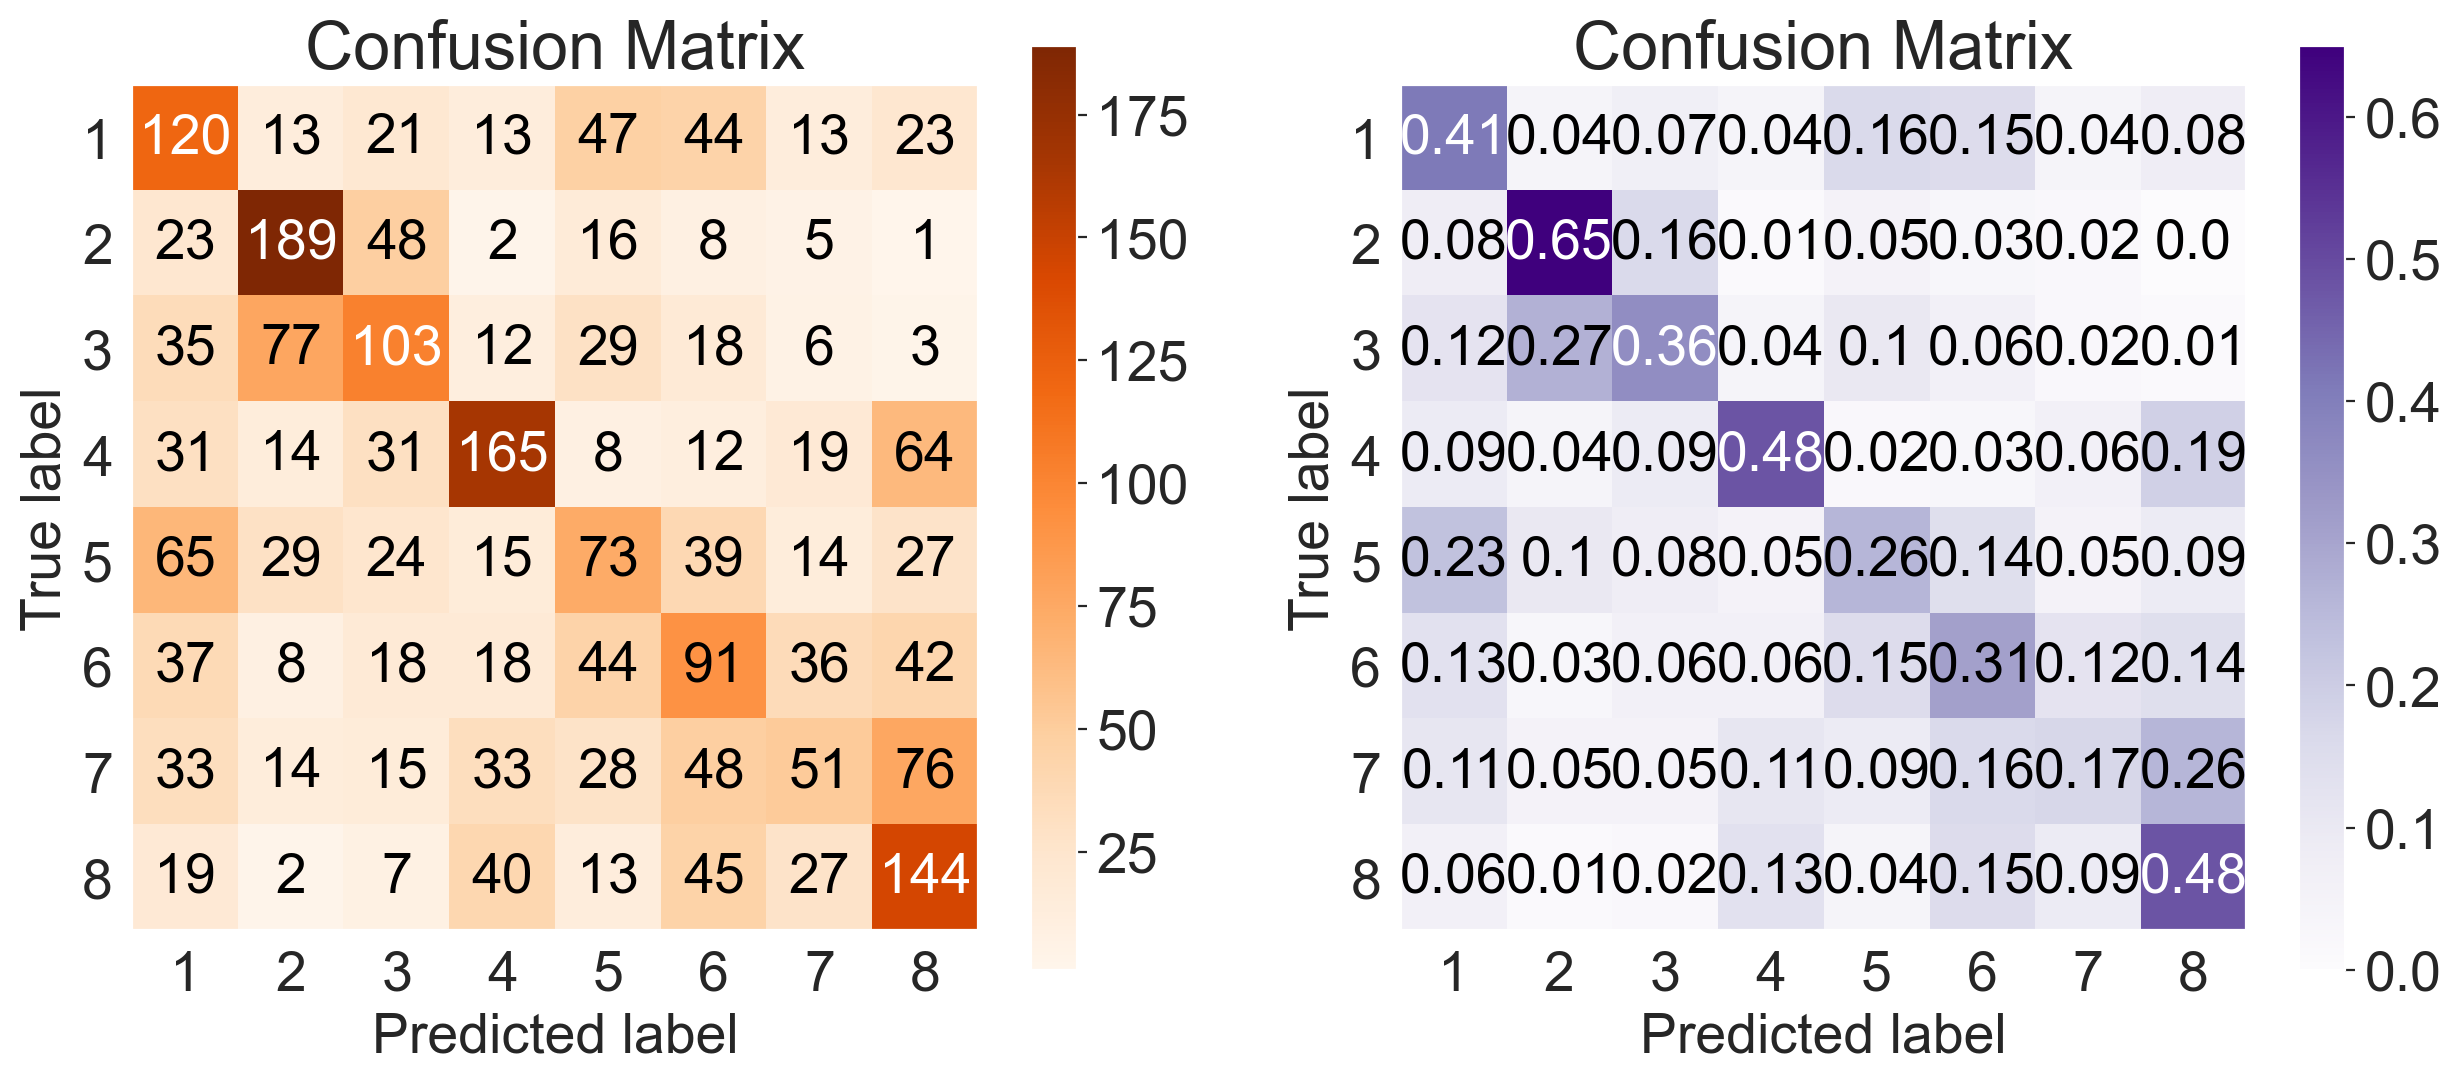 Confusion Matrix
1 120 13 21 13 47 44 13 23
2 23 189 48 2 16 8 5 1
3 35 77 103 12 29 18 6 3
4 31 14 31 165 8 12 19 64
5 65 29 24 15 73 39 14 27
6 37 8 18 18 44 91 36 42
7 33 14 15 33 28 48 51 76
8 19 2 7 40 13 45 27 144
1 2 3 4 5 6 7 8
Predicted label
True label
175
150
125
100
75
50
25
Confusion Matrix
1 0.41 0.04 0.07 0.04 0.16 0.15 0.04 0.08
2 0.08 0.65 0.16 0.01 0.05 0.03 0.02 0.0
3 0.12 0.27 0.36 0.04 0.1 0.06 0.02 0.01
4 0.09 0.04 0.09 0.48 0.02 0.03 0.06 0.19
5 0.23 0.1 0.08 0.05 0.26 0.14 0.05 0.09
6 0.13 0.03 0.06 0.06 0.15 0.31 0.12 0.14
7 0.11 0.05 0.05 0.11 0.09 0.16 0.17 0.26
8 0.06 0.01 0.02 0.13 0.04 0.15 0.09 0.48
1 2 3 4 5 6 7 8
Predicted label
True label
0.6
0.5
0.4
0.3
0.2
0.1
0.0